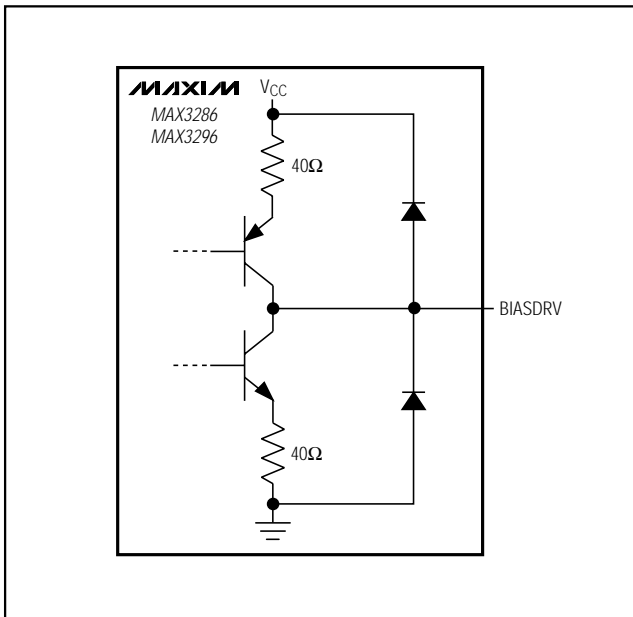 MAXIM
VCC
MAX3286
MAX3296
40Ω
BIASDRV
40Ω